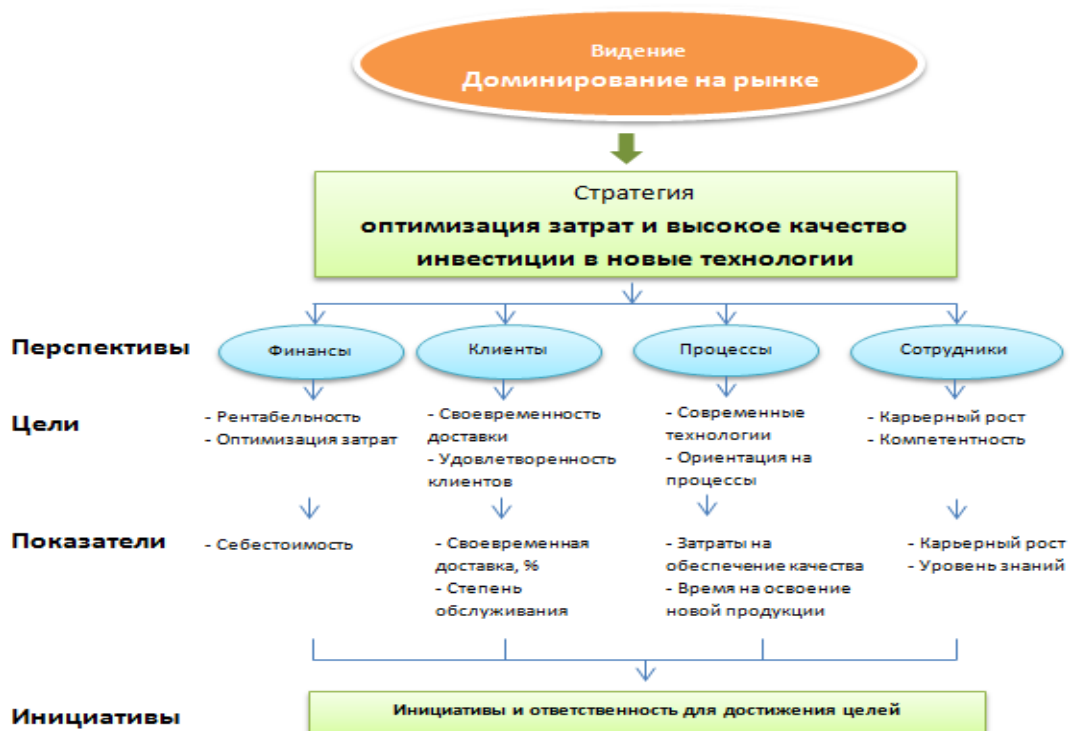 Видение
Доминирование на рынке
Стратегия
оптимизация затрат и высокое качество
инвестиции в новые технологии
Перспективы
Финансы
Клиенты
Процессы
Сотрудники
Цели
- Рентабельность
- Оптимизация затрат
- Своевременность
доставки
- Удовлетворенность
клиентов
- Современные
технологии
- Ориентация на
процессы
- Карьерный рост
- Компетентность
Показатели
- Себестоимость
- Своевременная
доставка, %
- Степень
обслуживания
- Затраты на
обеспечение качества
- Время на освоение
новой продукции
- Карьерный рост
- Уровень знаний
Инициативы
Инициативы и ответственность для достижения целей